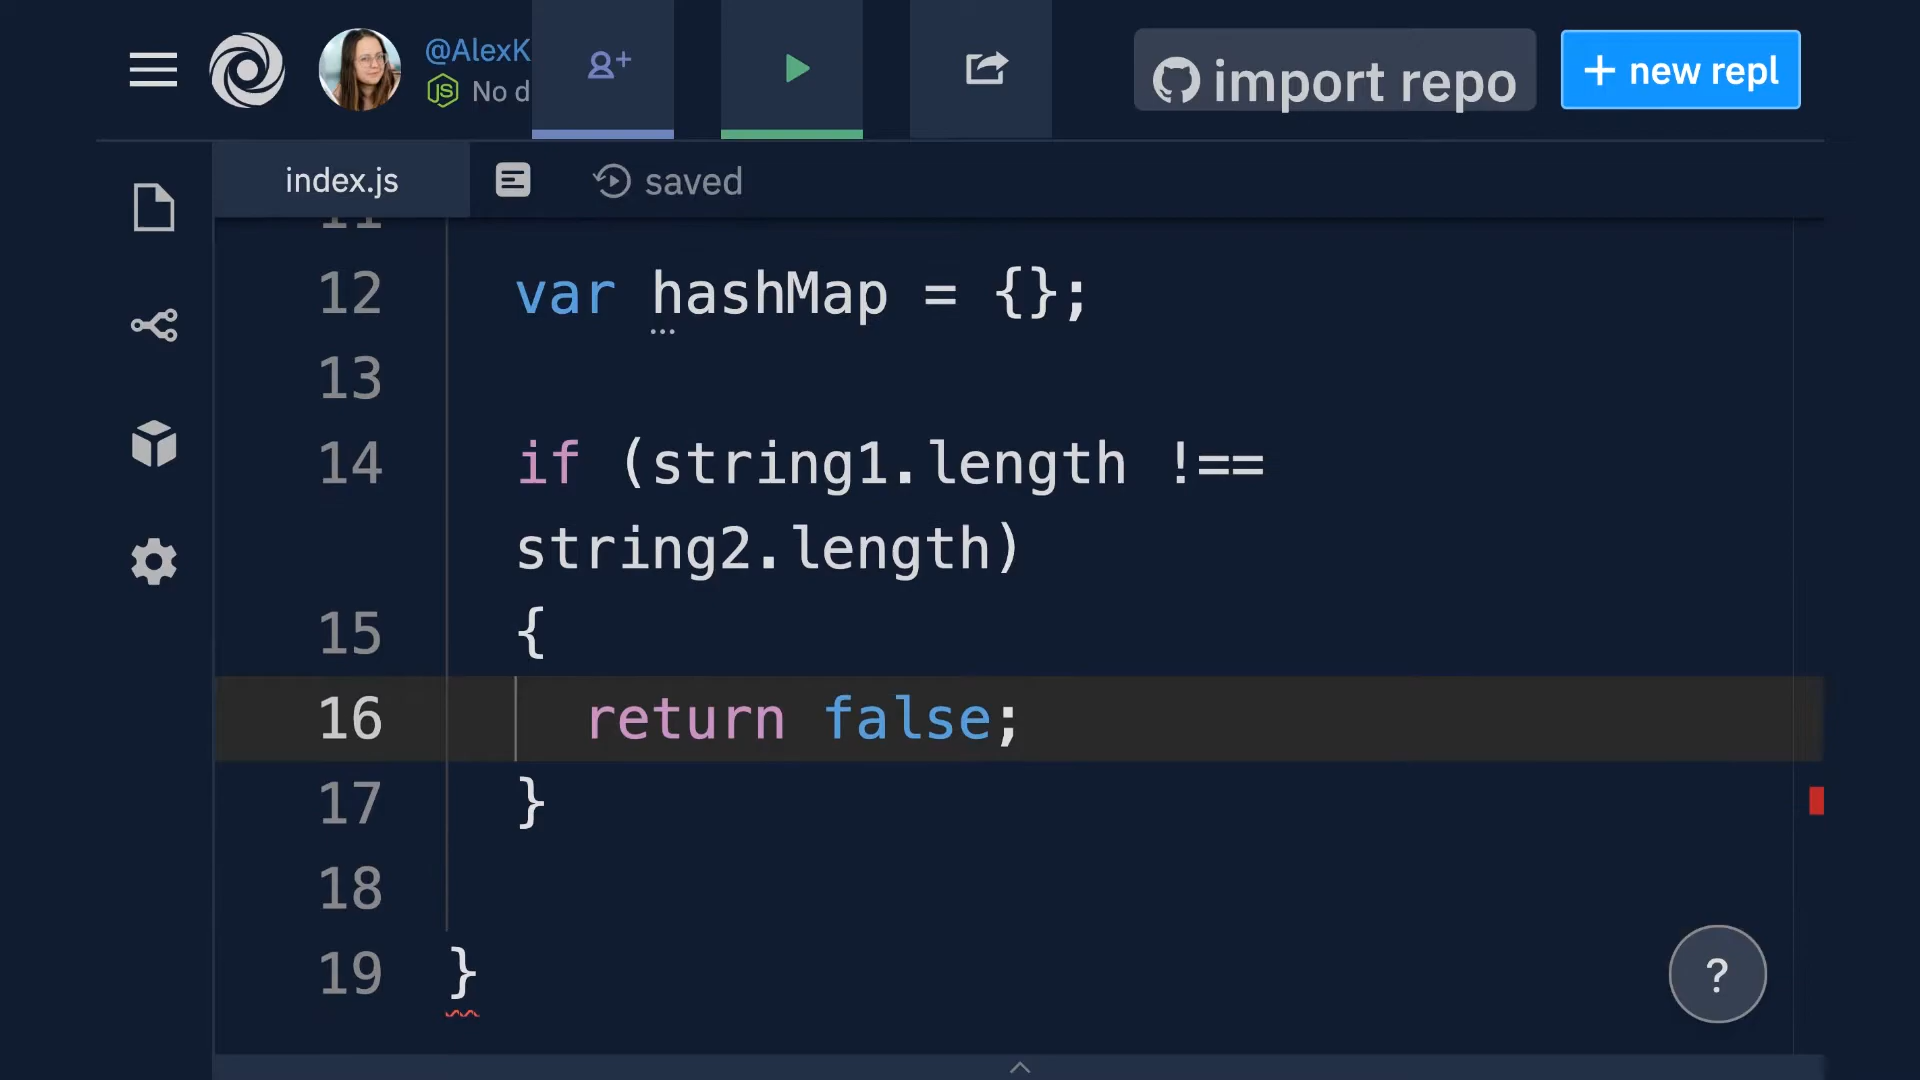 @AlexK
No d
import repo
+ new repl
index.js
saved
11
12 var hashMap = {};
13
14 if (string1.length !==
string2.length)
15 {
16 return false;
17 }
18
19 }
?